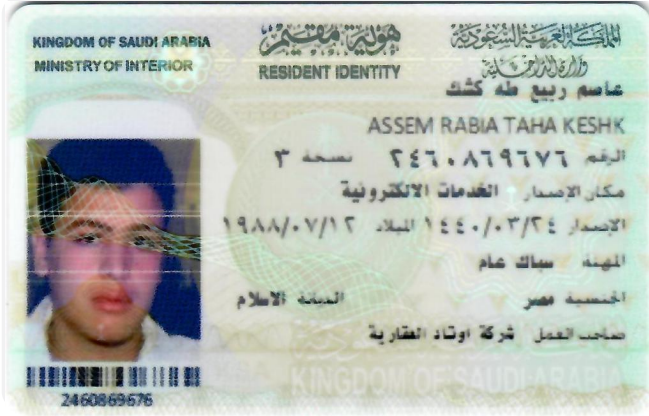 KINGDOM OF SAUDI ARABIA
MINISTRY OF INTERIOR
هوية مقيم
RESIDENT IDENTITY
المملكة العربية السعودية
وزارة الداخلية
عاصم ربيع طه كشك
ASSEM RABIA TAHA KESHK
الرقم ٢٤٦٠٨٦٩٦٧٦ نسخة ٣
مكان الإصدار الخدمات الالكترونية
الإصدار ١٤٤٠/٠٣/٢٤ الميلاد ١٩٨٨/٠٧/١٢
المهنة سباك عام
الجنسية مصر الديانة الاسلام
صاحب العمل شركة اوتاد العقارية
KINGDOM OF SAUDI ARABIA
2460869676